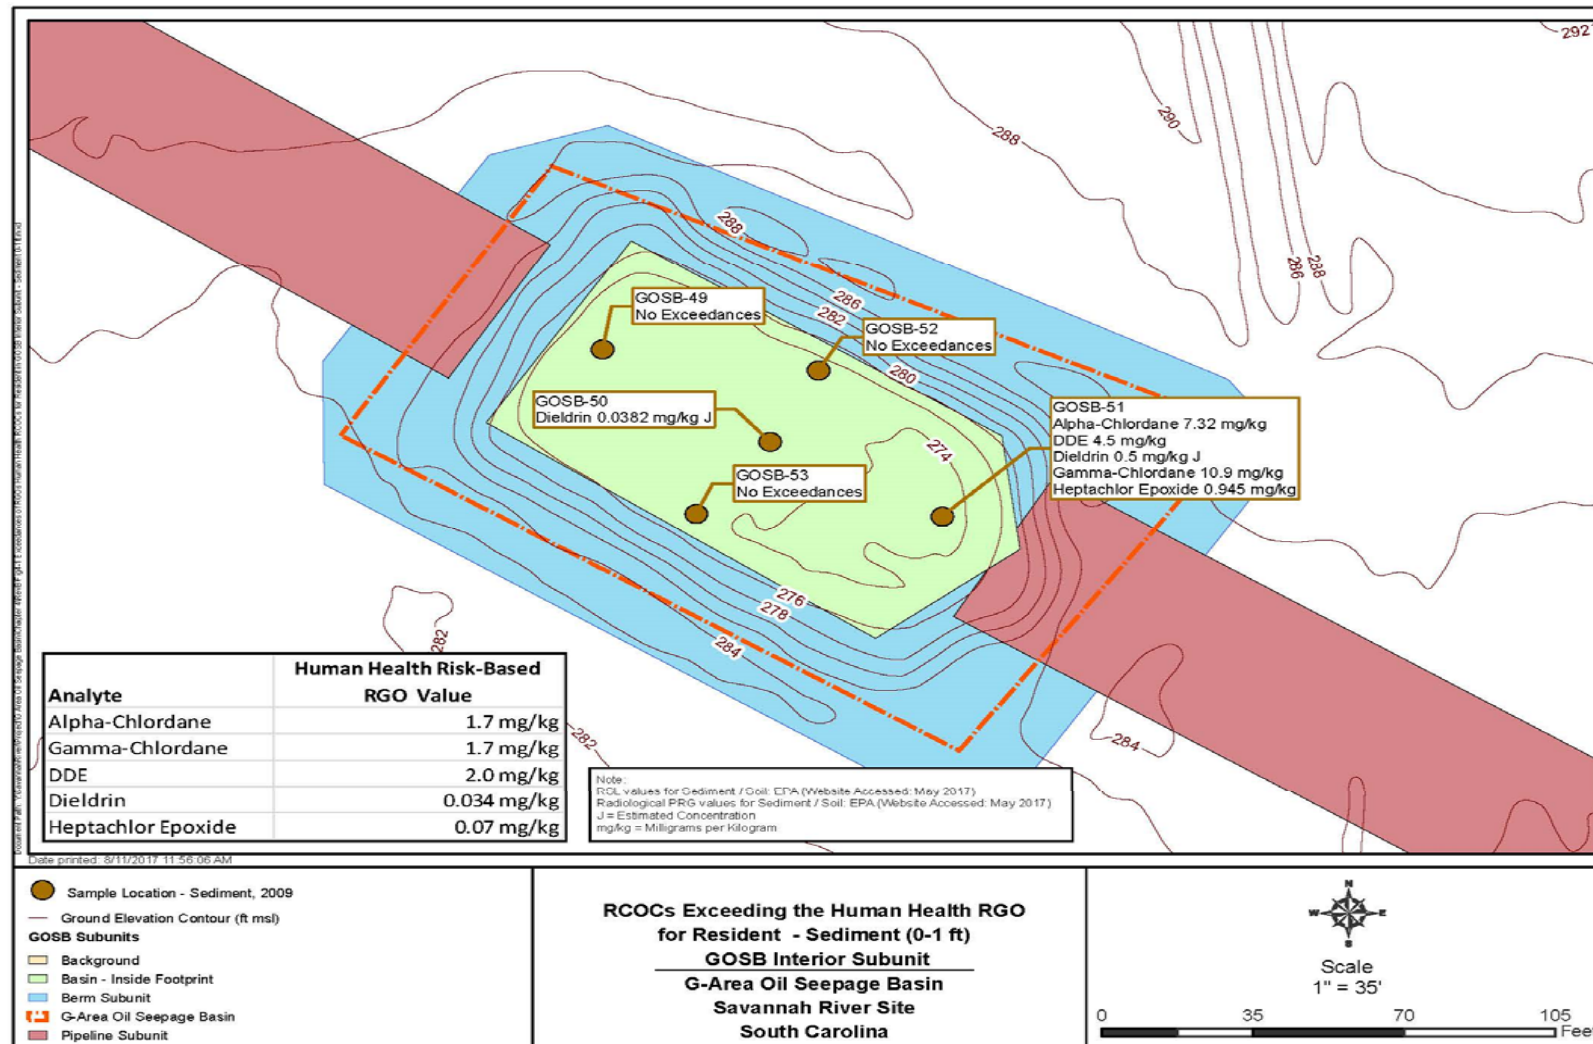 292
290
288
286
288
288
286
282
280
274
276
278
284
282
282
284
GOSB-49
No Exceedances
GOSB-52
No Exceedances
GOSB-50
Dieldrin 0.0382 mg/kg J
GOSB-53
No Exceedances
GOSB-51
Alpha-Chlordane 7.32 mg/kg
DDE 4.5 mg/kg
Dieldrin 0.5 mg/kg J
Gamma-Chlordane 10.9 mg/kg
Heptachlor Epoxide 0.945 mg/kg
Human Health Risk-Based
Analyte RGO Value
Alpha-Chlordane 1.7 mg/kg
Gamma-Chlordane 1.7 mg/kg
DDE 2.0 mg/kg
Dieldrin 0.034 mg/kg
Heptachlor Epoxide 0.07 mg/kg
Note:
RSL values for Sediment / Soil: EPA (Website Accessed: May 2017)
Radiological PRG values for Sediment / Soil: EPA (Website Accessed: May 2017)
J = Estimated Concentration
mg/kg = Milligrams per Kilogram
Date printed: 8/11/2017 11:56:06 AM
Sample Location - Sediment, 2009
Ground Elevation Contour (ft msl)
GOSB Subunits
Background
Basin - Inside Footprint
Berm Subunit
G-Area Oil Seepage Basin
Pipeline Subunit
RCOCs Exceeding the Human Health RGO
for Resident - Sediment (0-1 ft)
GOSB Interior Subunit
G-Area Oil Seepage Basin
Savannah River Site
South Carolina
N
W E
S
Scale
1" = 35'
0 35 70 105
Feet